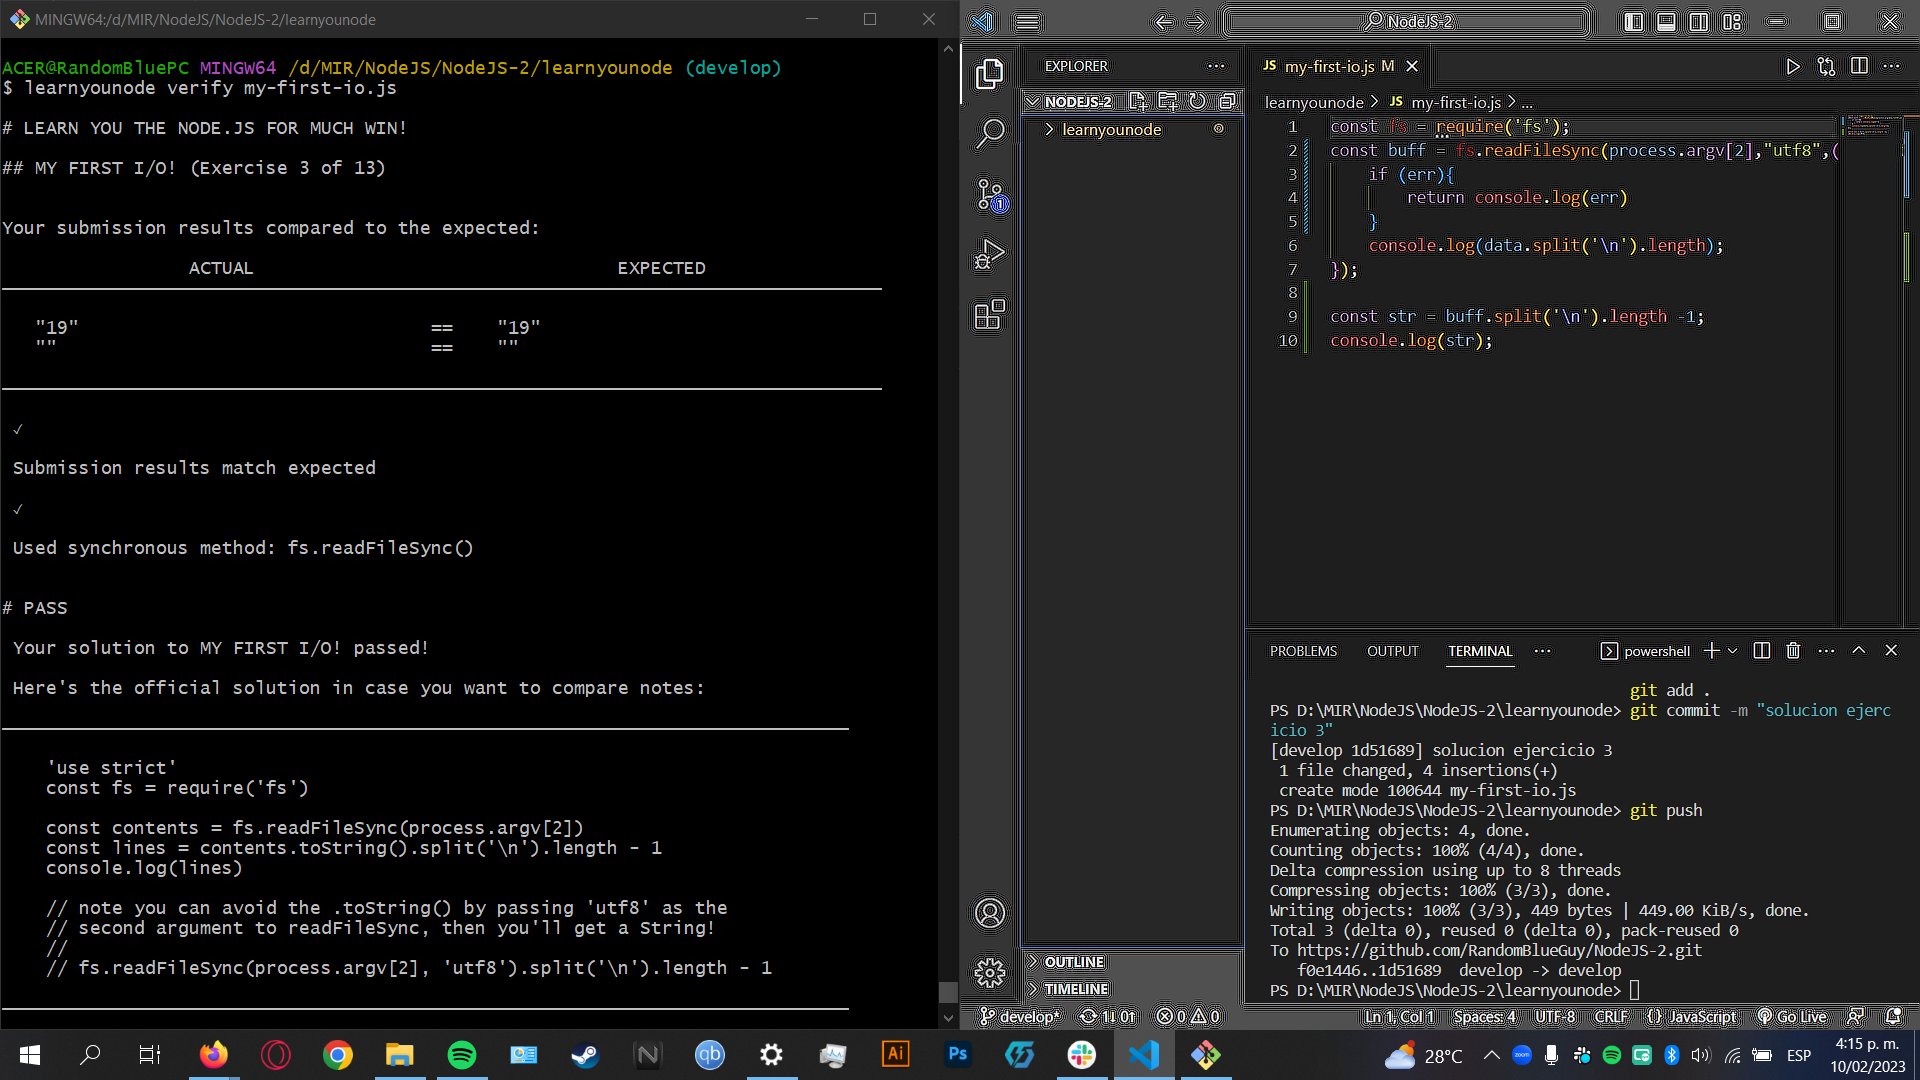 MINGW64:/d/MIR/NodeJS/NodeJS-2/learnyounode
ACER@RandomBluePC MINGW64 /d/MIR/NodeJS/NodeJS-2/learnyounode (develop)
$ learnyounode verify my-first-io.js
# LEARN YOU THE NODE.JS FOR MUCH WIN!
## MY FIRST I/O! (Exercise 3 of 13)
Your submission results compared to the expected:
ACTUAL EXPECTED
"19" == "19"
"" == ""
✓
Submission results match expected
✓
Used synchronous method: fs.readFileSync()
# PASS
Your solution to MY FIRST I/O! passed!
Here's the official solution in case you want to compare notes:
'use strict'
const fs = require('fs')
const contents = fs.readFileSync(process.argv[2])
const lines = contents.toString().split('\n').length - 1
console.log(lines)
// note you can avoid the .toString() by passing 'utf8' as the
// second argument to readFileSync, then you'll get a String!
//
// fs.readFileSync(process.argv[2], 'utf8').split('\n').length - 1
NodeJS-2
EXPLORER
NODEJS-2
learnyounode
1
OUTLINE
TIMELINE
JS my-first-io.js M
learnyounode > JS my-first-io.js > ...
1 const fs = require('fs');
2 const buff = fs.readFileSync(process.argv[2],"utf8",(
3 if (err){
4 return console.log(err)
5 }
6 console.log(data.split('\n').length);
7 });
8
9 const str = buff.split('\n').length -1;
10 console.log(str);
PROBLEMS OUTPUT TERMINAL powershell
git add .
PS D:\MIR\NodeJS\NodeJS-2\learnyounode> git commit -m "solucion ejerc
icio 3"
[develop 1d51689] solucion ejercicio 3
1 file changed, 4 insertions(+)
create mode 100644 my-first-io.js
PS D:\MIR\NodeJS\NodeJS-2\learnyounode> git push
Enumerating objects: 4, done.
Counting objects: 100% (4/4), done.
Delta compression using up to 8 threads
Compressing objects: 100% (3/3), done.
Writing objects: 100% (3/3), 449 bytes | 449.00 KiB/s, done.
Total 3 (delta 0), reused 0 (delta 0), pack-reused 0
To https://github.com/RandomBlueGuy/NodeJS-2.git
f0e1446..1d51689 develop -> develop
PS D:\MIR\NodeJS\NodeJS-2\learnyounode>
develop* 1↓ 0↑ 0 0 Ln 1, Col 1 Spaces: 4 UTF-8 CRLF {} JavaScript Go Live
N qb Ai Ps 28°C zoom ESP
4:15 p. m.
10/02/2023